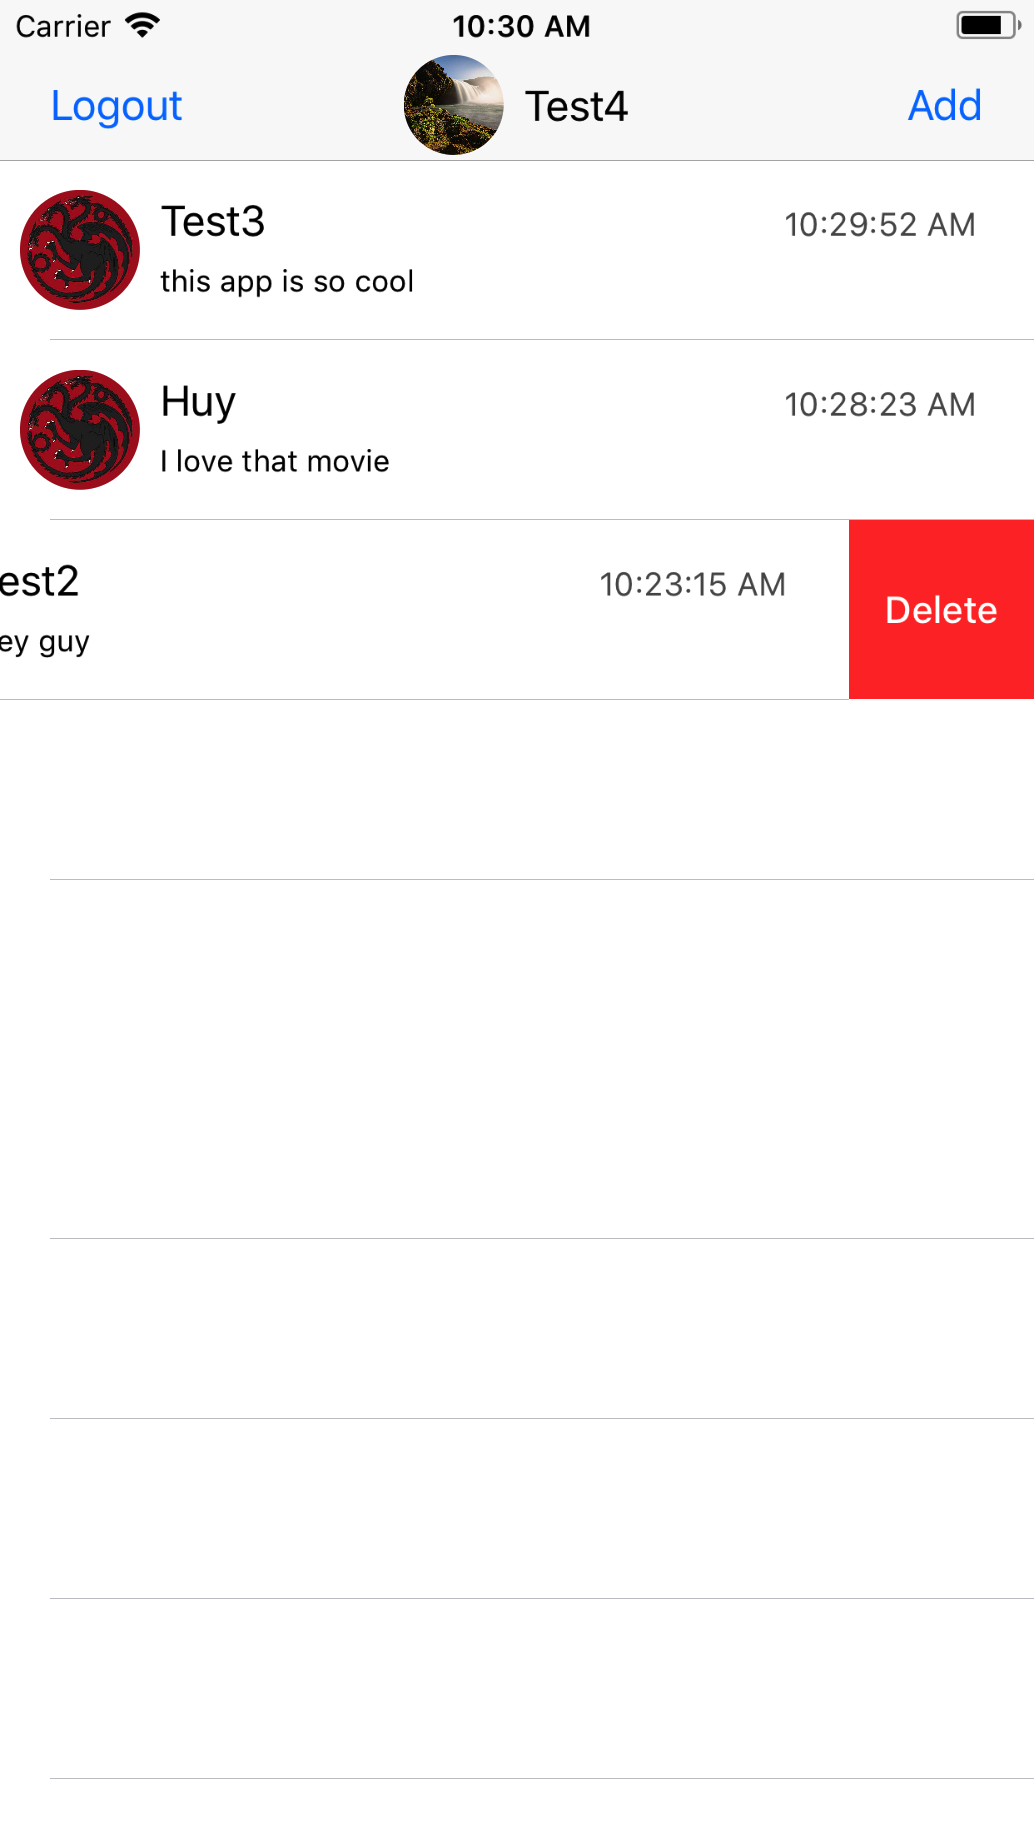 Carrier 10:30 AM
Logout Test4 Add
Test3 10:29:52 AM
this app is so cool
Huy 10:28:23 AM
I love that movie
est2 10:23:15 AM
ey guy
Delete